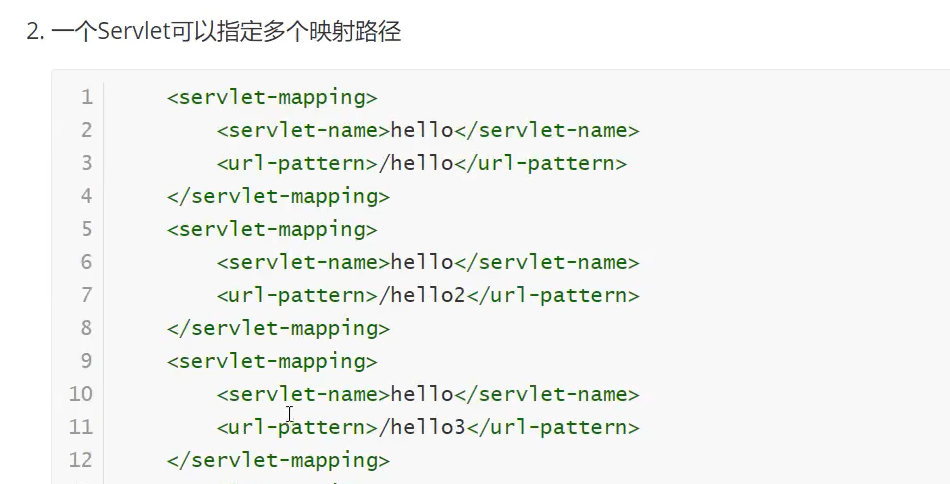 2. 一个Servlet可以指定多个映射路径
1 <servlet-mapping>
2 <servlet-name>hello</servlet-name>
3 <url-pattern>/hello</url-pattern>
4 </servlet-mapping>
5 <servlet-mapping>
6 <servlet-name>hello</servlet-name>
7 <url-pattern>/hello2</url-pattern>
8 </servlet-mapping>
9 <servlet-mapping>
10 <servlet-name>hello</servlet-name>
11 <url-pattern>/hello3</url-pattern>
12 </servlet-mapping>